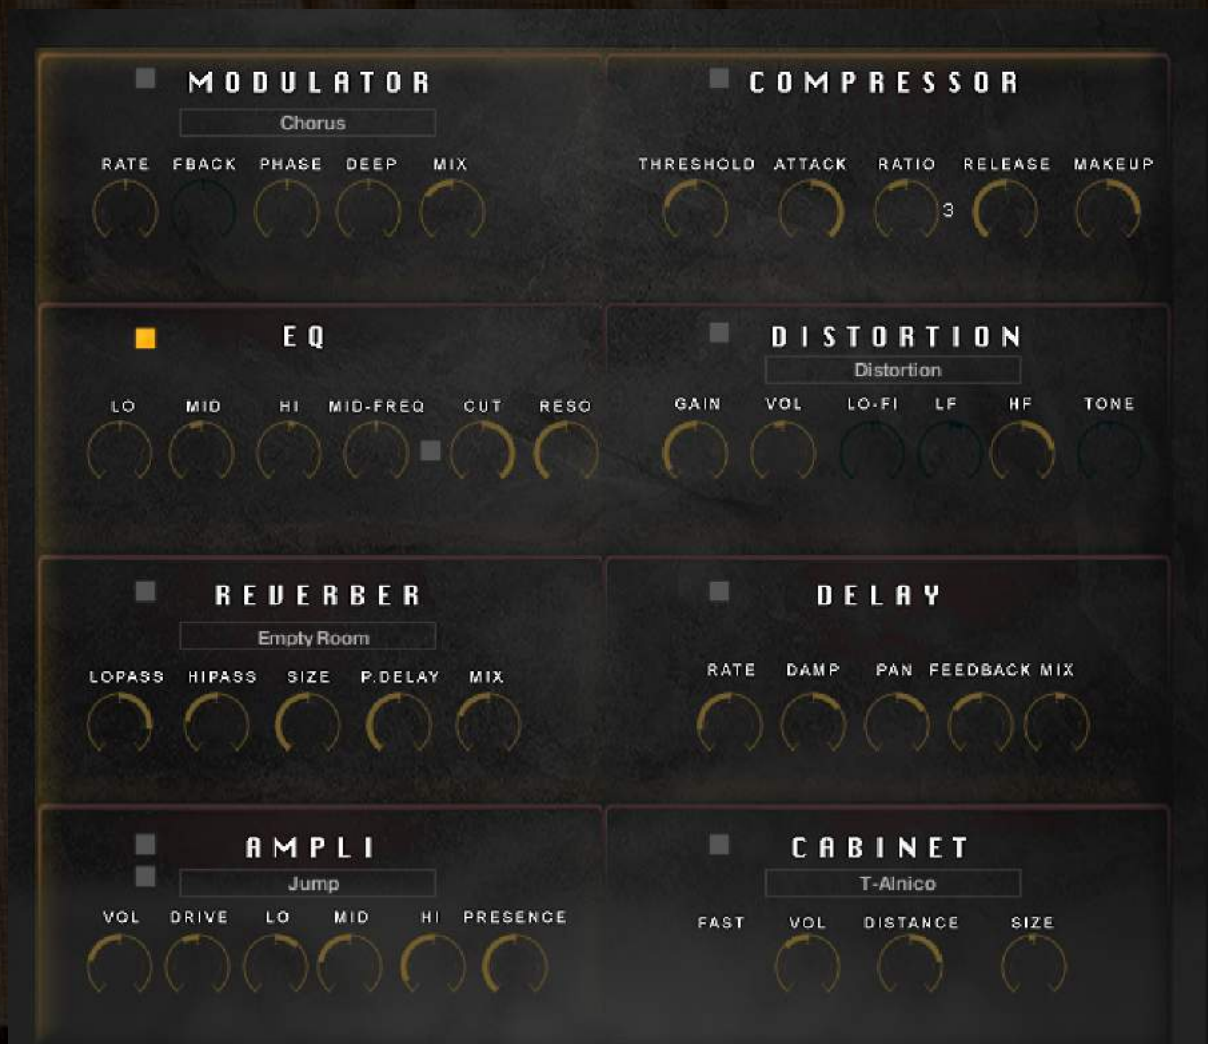 MODULATOR
Chorus
RATE FBACK PHASE DEEP MIX
COMPRESSOR
THRESHOLD ATTACK RATIO RELEASE MAKEUP
3
EQ
LO MID HI MID-FREQ CUT RESO
DISTORTION
Distortion
GAIN VOL LO-FI LF HF TONE
REVERBER
Empty Room
LOPASS HIPASS SIZE P.DELAY MIX
DELAY
RATE DAMP PAN FEEDBACK MIX
AMPLI
Jump
VOL DRIVE LO MID HI PRESENCE
CABINET
T-Alnico
FAST VOL DISTANCE SIZE